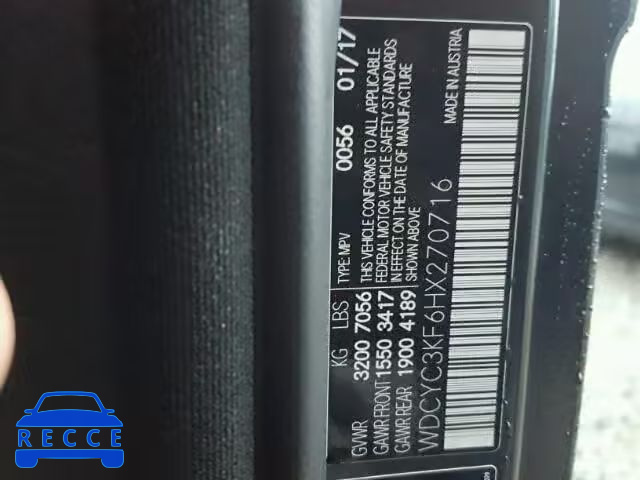 TYPE: MPV 0056 01/17
KG LBS
GVWR 3200 7056
GAWR FRONT 1550 3417
GAWR REAR 1900 4189
THIS VEHICLE CONFORMS TO ALL APPLICABLE
FEDERAL MOTOR VEHICLE SAFETY STANDARDS
IN EFFECT ON THE DATE OF MANUFACTURE
SHOWN ABOVE
WDCYC3KF6HX270716
MADE IN AUSTRIA
RECCE